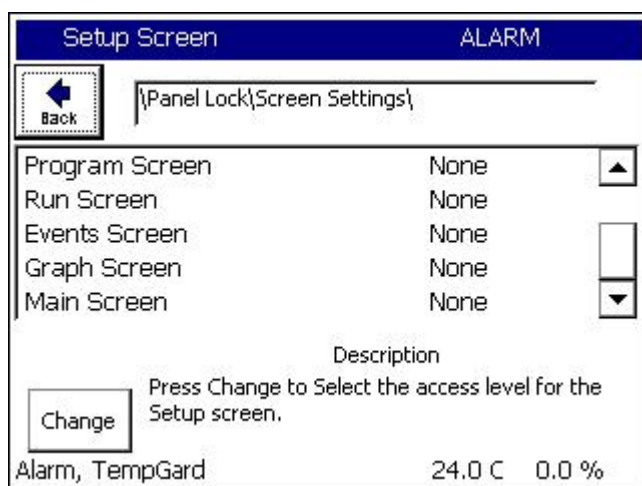 Setup Screen ALARM
Back
\Panel Lock\Screen Settings\
Program Screen None
Run Screen None
Events Screen None
Graph Screen None
Main Screen None
Description
Press Change to Select the access level for the
Setup screen.
Change
Alarm, TempGard 24.0 C 0.0 %